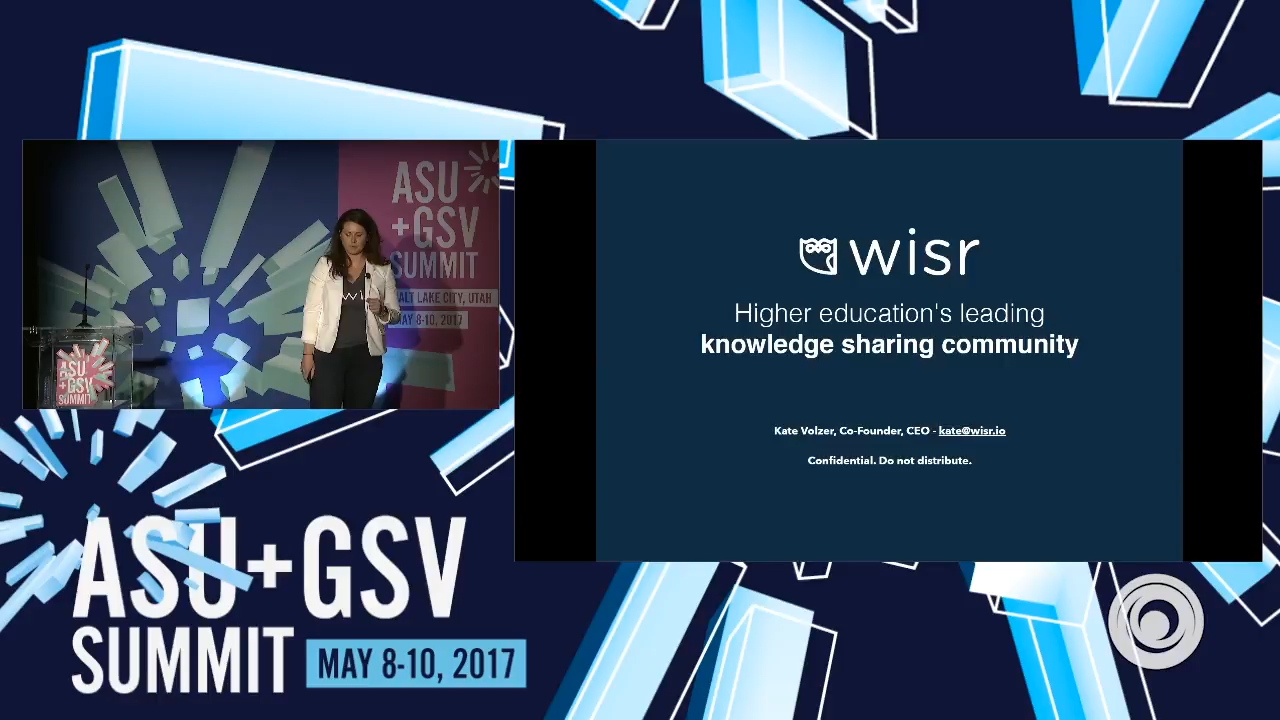 ASU
+GSV
SUMMIT
SALT LAKE CITY, UTAH
MAY 8-10, 2017
wi
ASU
+GSV
SUMMIT
wisr
Higher education's leading
knowledge sharing community
Kate Volzer, Co-Founder, CEO - kate@wisr.io
Confidential. Do not distribute.
ASU+GSV
SUMMIT MAY 8-10, 2017